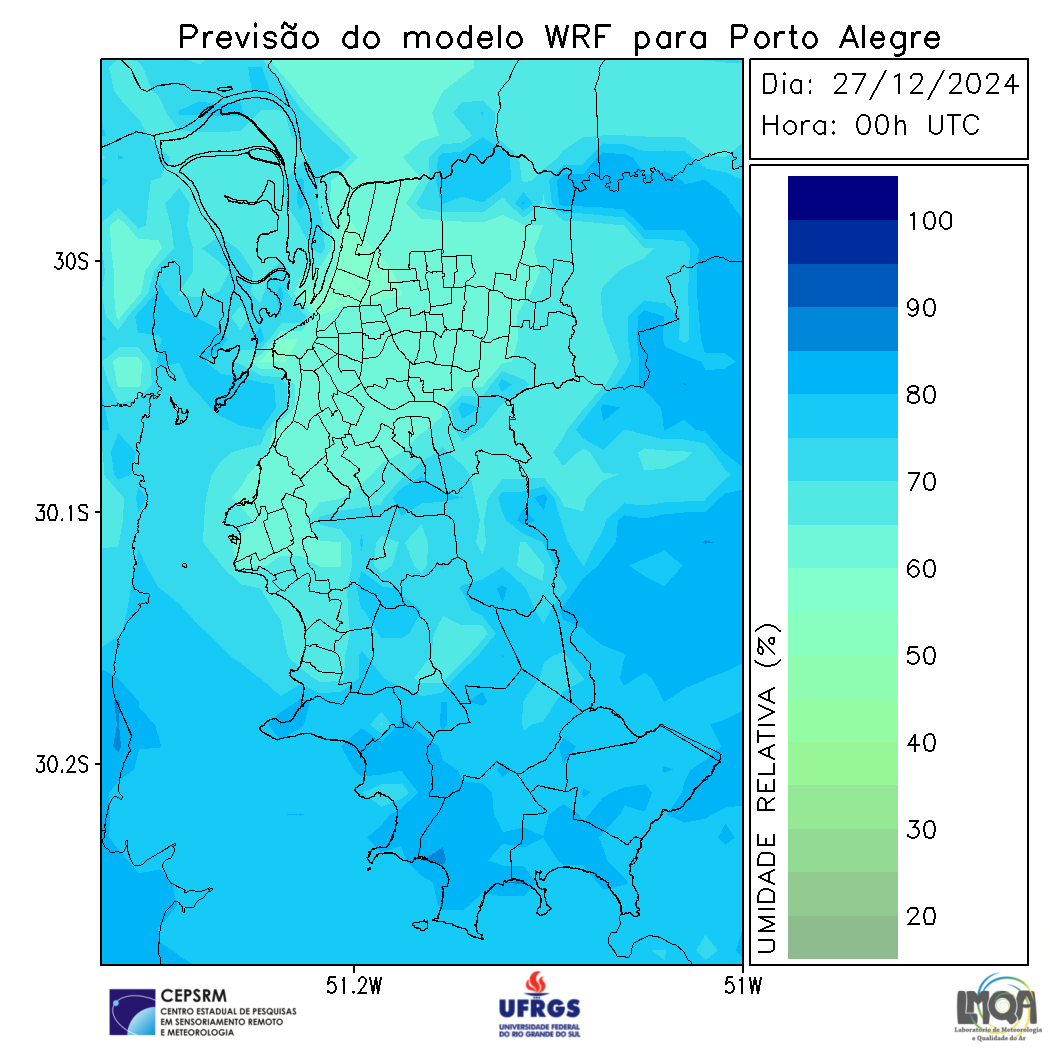 Previsão do modelo WRF para Porto Alegre
Dia: 27/12/2024
Hora: 00h UTC
30S
30.1S
30.2S
51.2W
51W
UMIDADE RELATIVA (%)
100
90
80
70
60
50
40
30
20
CEPSRM
CENTRO ESTADUAL DE PESQUISAS
EM SENSORIAMENTO REMOTO
E METEOROLOGIA
UFRGS
UNIVERSIDADE FEDERAL
DO RIO GRANDE DO SUL
LMQA
Laboratório de Meteorologia
e Qualidade do Ar